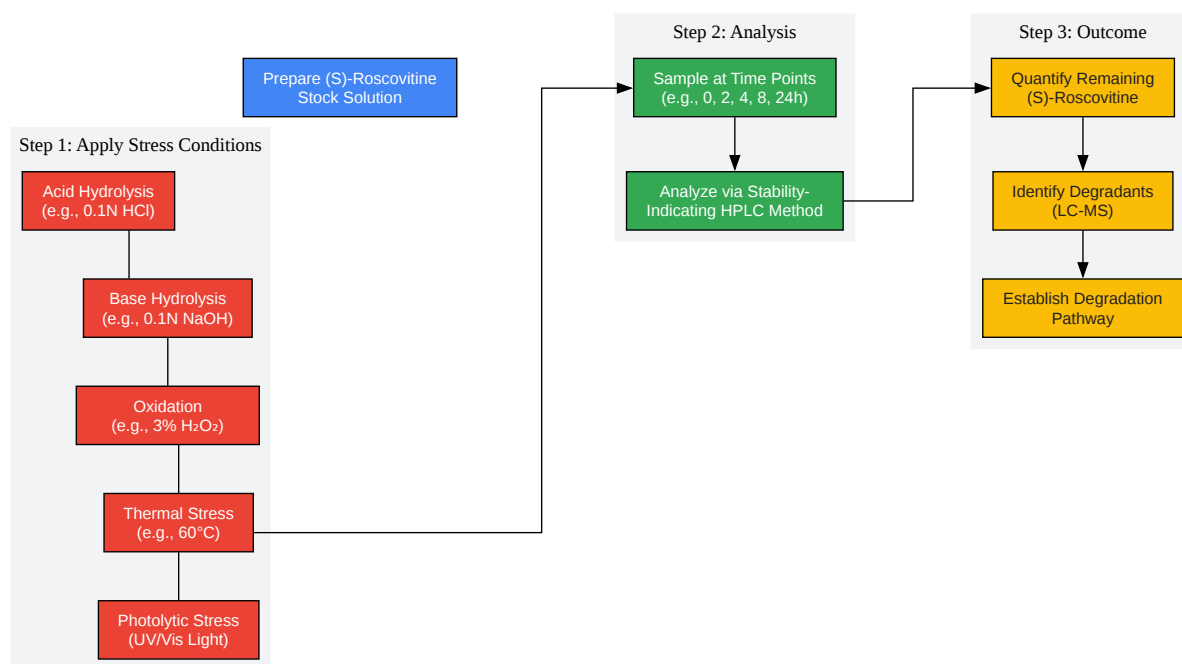 Prepare (S)-Roscovitine
Stock Solution
Step 1: Apply Stress Conditions
Acid Hydrolysis
(e.g., 0.1N HCl)
Base Hydrolysis
(e.g., 0.1N NaOH)
Oxidation
(e.g., 3% H₂O₂)
Thermal Stress
(e.g., 60°C)
Photolytic Stress
(UV/Vis Light)
Step 2: Analysis
Sample at Time Points
(e.g., 0, 2, 4, 8, 24h)
Analyze via Stability-
Indicating HPLC Method
Step 3: Outcome
Quantify Remaining
(S)-Roscovitine
Identify Degradants
(LC-MS)
Establish Degradation
Pathway